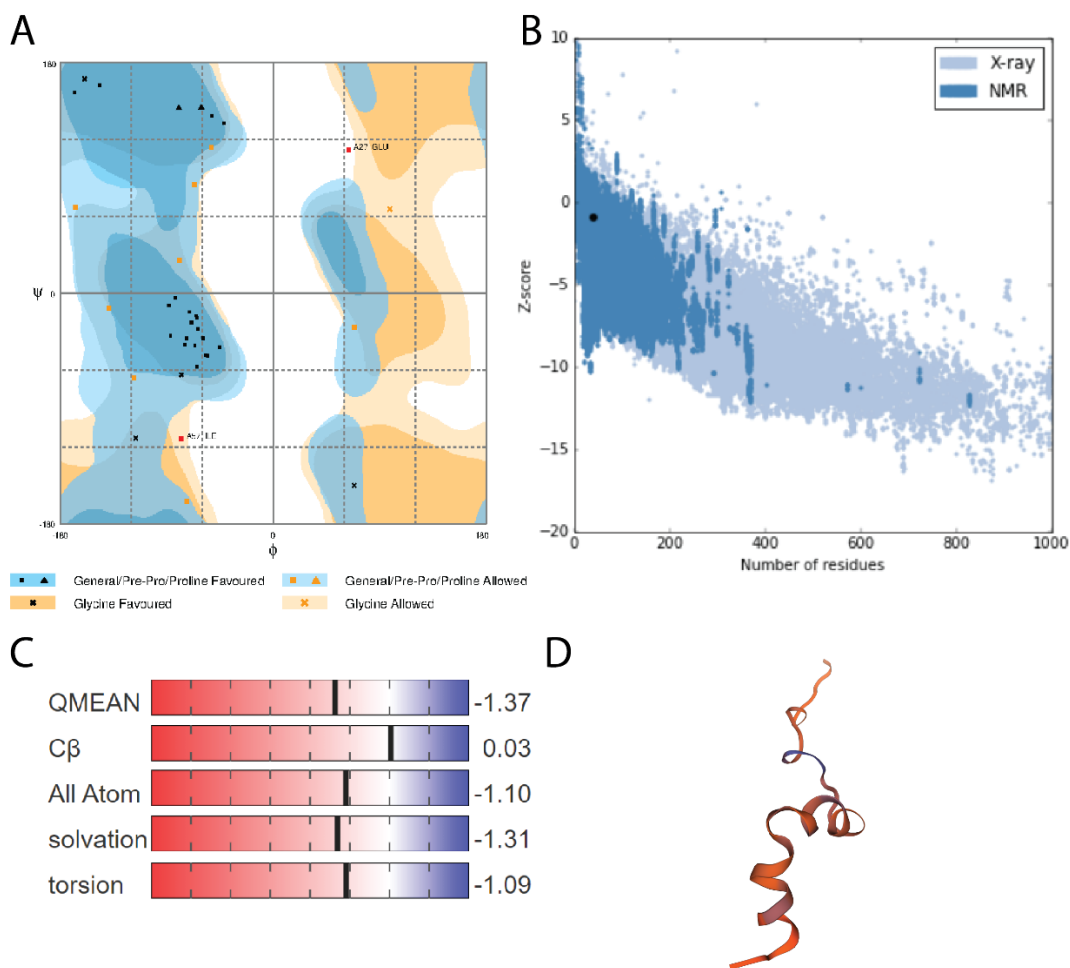 A
180
A27 GLU
ψ
0
A57 ILE
-180
-180
0
180
ϕ
General/Pre-Pro/Proline Favoured
General/Pre-Pro/Proline Allowed
Glycine Favoured
Glycine Allowed
B
10
5
0
−5
−10
−15
−20
Z-score
X-ray
NMR
0
200
400
600
800
1000
Number of residues
C
QMEAN
-1.37
Cβ
0.03
All Atom
-1.10
solvation
-1.31
torsion
-1.09
D